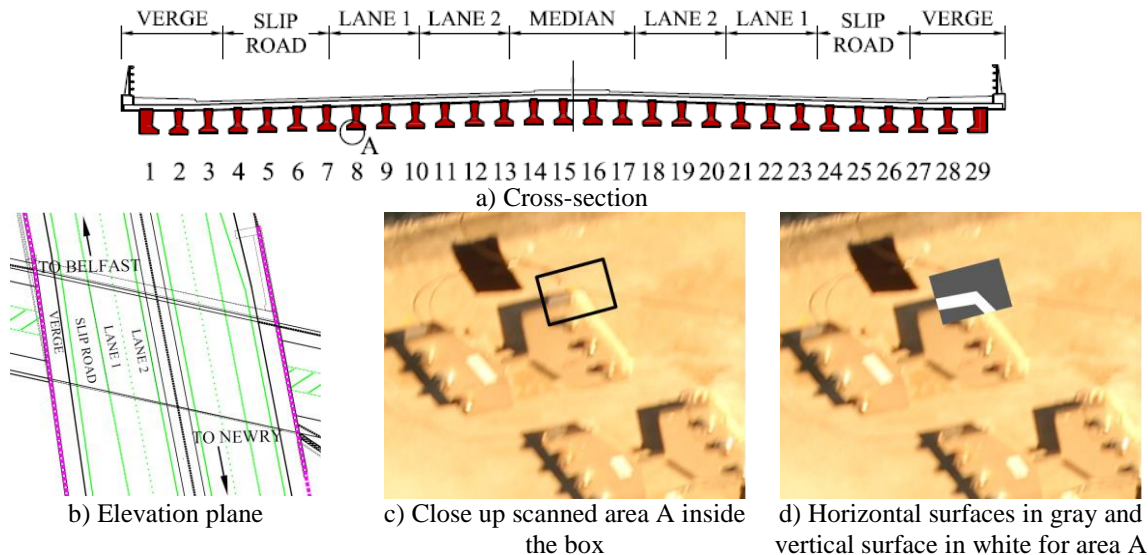 VERGE SLIP ROAD LANE 1 LANE 2 MEDIAN LANE 2 LANE 1 SLIP ROAD VERGE
A
1 2 3 4 5 6 7 8 9 10 11 12 13 14 15 16 17 18 19 20 21 22 23 24 25 26 27 28 29
a) Cross-section
TO BELFAST
VERGE
SLIP ROAD
LANE 1
LANE 2
TO NEWRY
b) Elevation plane
c) Close up scanned area A inside
the box
d) Horizontal surfaces in gray and
vertical surface in white for area A